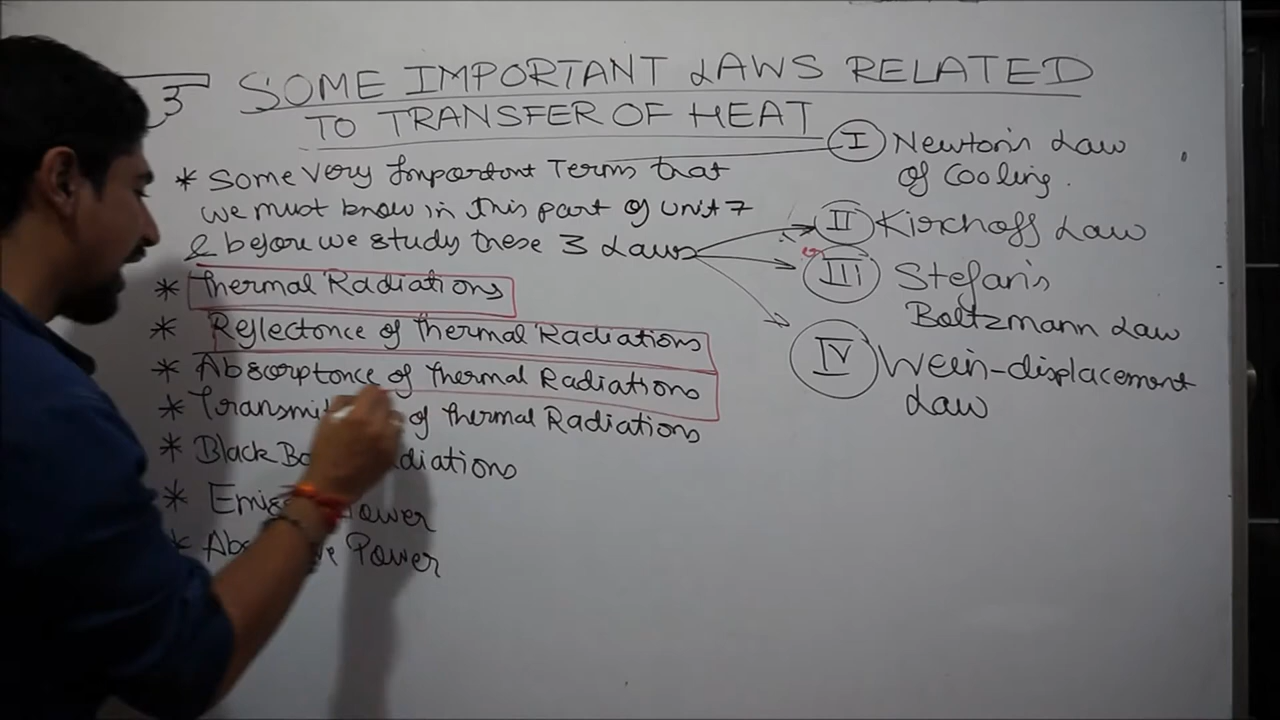 3 SOME IMPORTANT LAWS RELATED
TO TRANSFER OF HEAT
* Some Very Important Terms that
we must know in this part of Unit 7
& before we study these 3 Laws
* Thermal Radiations
* Reflectonce of Thermal Radiations
* Absorptonce of Thermal Radiations
* of Thermal Radiations
* Black
* Power
* Power
I Newton's Law
of Cooling.
II Kirchoff Law
III Stefan's
Boltzmann Law
IV Wein-displacement
Law